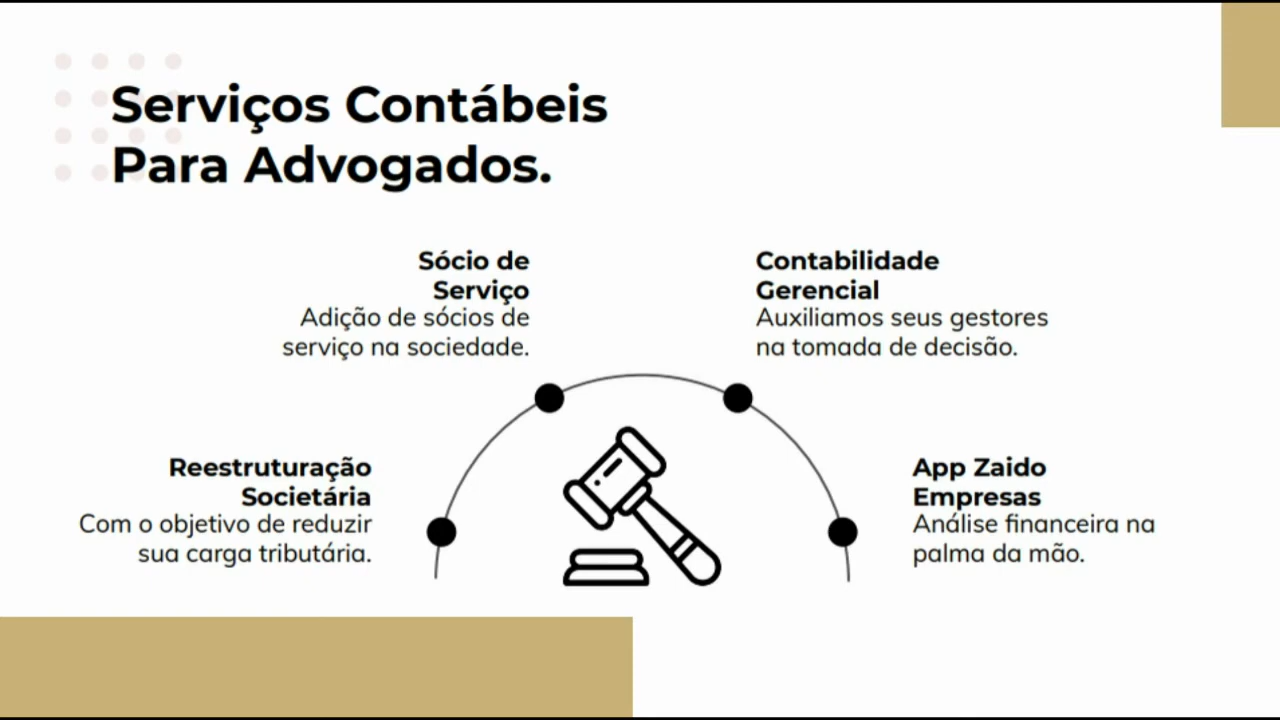 Serviços Contábeis
Para Advogados.
Sócio de
Serviço
Adição de sócios de
serviço na sociedade.
Contabilidade
Gerencial
Auxiliamos seus gestores
na tomada de decisão.
Reestruturação
Societária
Com o objetivo de reduzir
sua carga tributária.
App Zaido
Empresas
Análise financeira na
palma da mão.